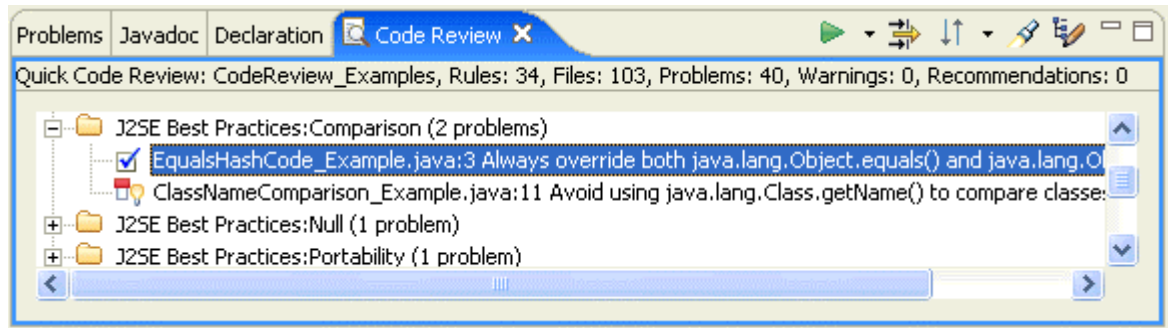 Problems Javadoc Declaration Code Review
Quick Code Review: CodeReview_Examples, Rules: 34, Files: 103, Problems: 40, Warnings: 0, Recommendations: 0
J2SE Best Practices:Comparison (2 problems)
EqualsHashCode_Example.java:3 Always override both java.lang.Object.equals() and java.lang.Ob
ClassNameComparison_Example.java:11 Avoid using java.lang.Class.getName() to compare classes
J2SE Best Practices:Null (1 problem)
J2SE Best Practices:Portability (1 problem)